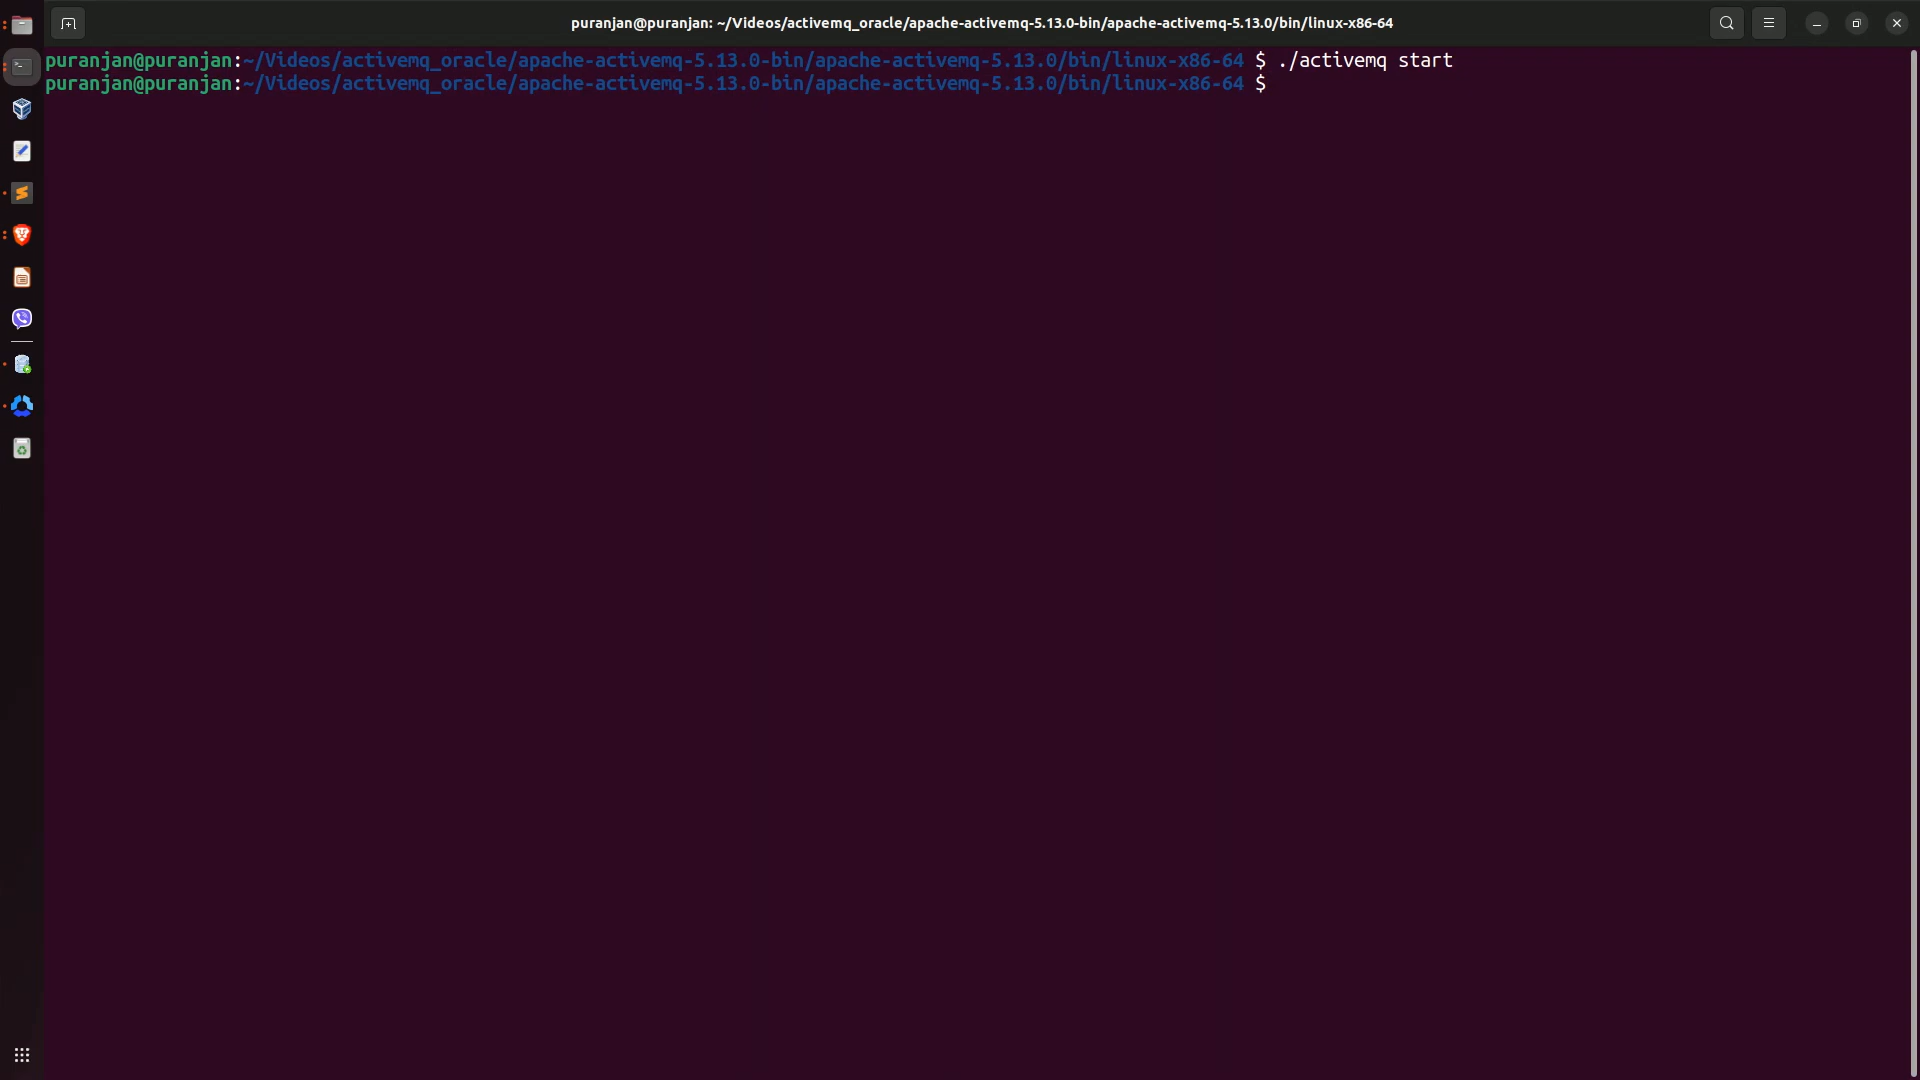 puranjan@puranjan: ~/Videos/activemq_oracle/apache-activemq-5.13.0-bin/apache-activemq-5.13.0/bin/linux-x86-64
puranjan@puranjan:~/Videos/activemq_oracle/apache-activemq-5.13.0-bin/apache-activemq-5.13.0/bin/linux-x86-64 $ ./activemq start
puranjan@puranjan:~/Videos/activemq_oracle/apache-activemq-5.13.0-bin/apache-activemq-5.13.0/bin/linux-x86-64 $